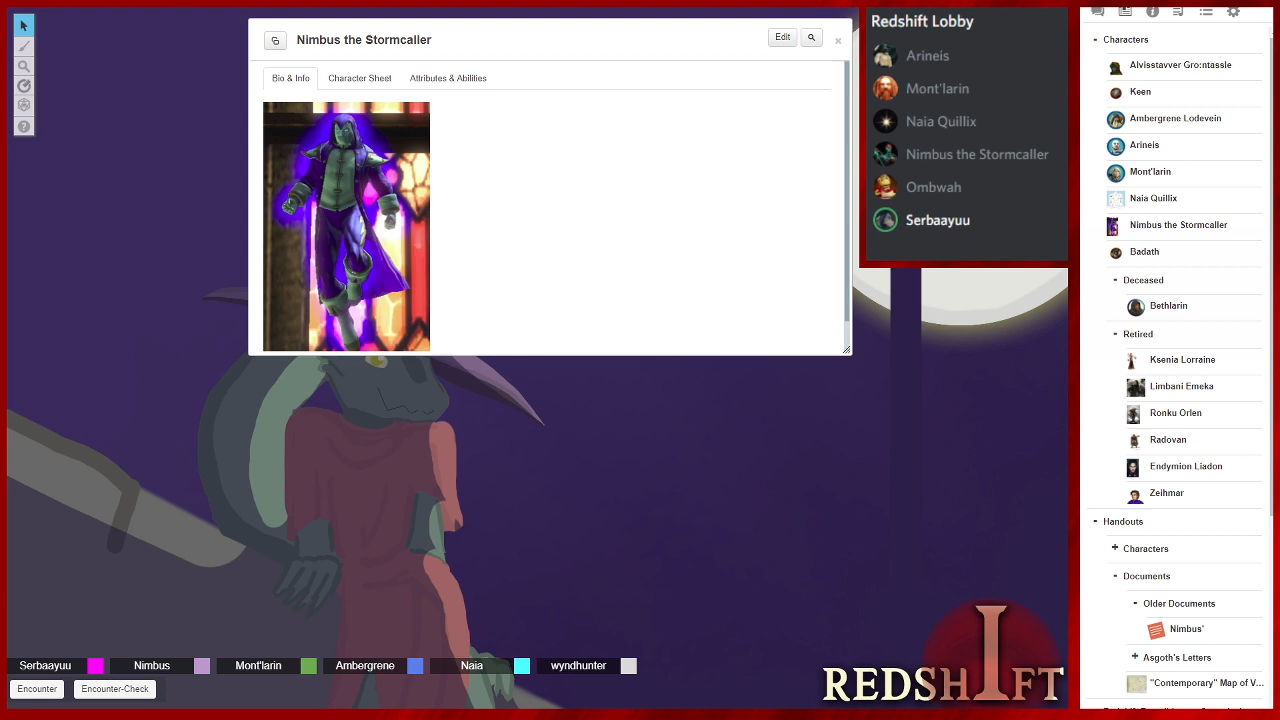 Nimbus the Stormcaller
Edit
Bio & Info
Character Sheet
Attributes & Abilities
Redshift Lobby
Arineis
Mont'larin
Naia Quillix
Nimbus the Stormcaller
Ombwah
Serbaayuu
Characters
Alvisstavver Gro:ntassle
Keen
Ambergrene Lodevein
Arineis
Mont'larin
Naia Quillix
Nimbus the Stormcaller
Badath
Deceased
Bethlarin
Retired
Ksenia Lorraine
Limbani Emeka
Ronku Orlen
Radovan
Endymion Liadon
Zeihmar
Handouts
Characters
Documents
Older Documents
Nimbus'
Asgoth's Letters
"Contemporary" Map of V...
Serbaayuu
Nimbus
Mont'larin
Ambergrene
Naia
wyndhunter
Encounter
Encounter-Check
REDSHIFT